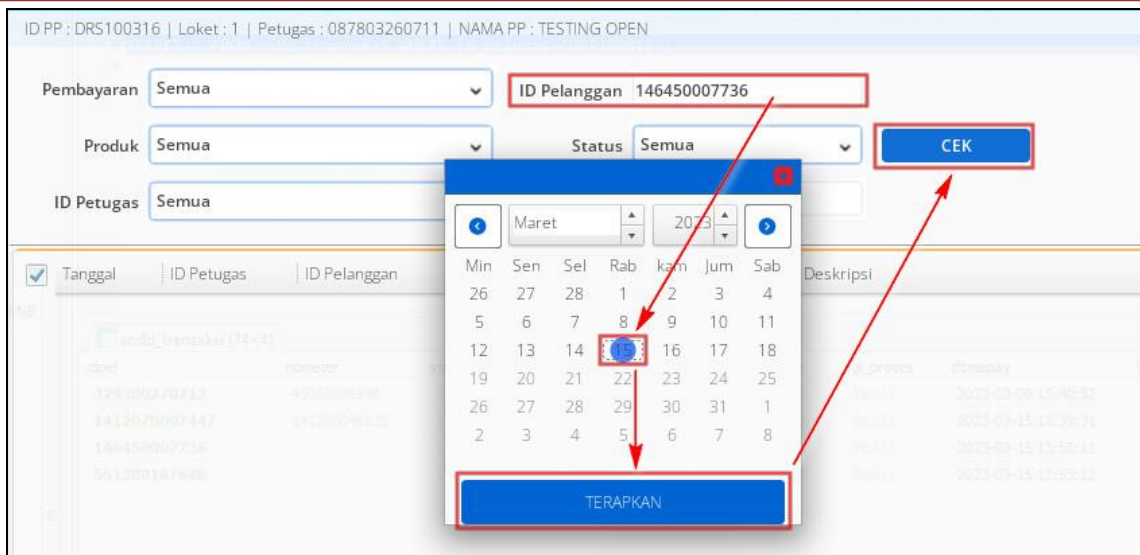 ID PP : DRS100316 | Loket : 1 | Petugas : 087803260711 | NAMA PP : TESTING OPEN
Pembayaran Semua ID Pelanggan 146450007736
Produk Semua Status Semua CEK
ID Petugas Semua
Maret 2023
Tanggal ID Petugas ID Pelanggan Deskripsi
Min Sen Sel Rab kam Jum Sab
26 27 28 1 2 3 4
5 6 7 8 9 10 11
12 13 14 15 16 17 18
19 20 21 22 23 24 25
26 27 28 29 30 31 1
2 3 4 5 6 7 8
TERAPKAN
146450007736